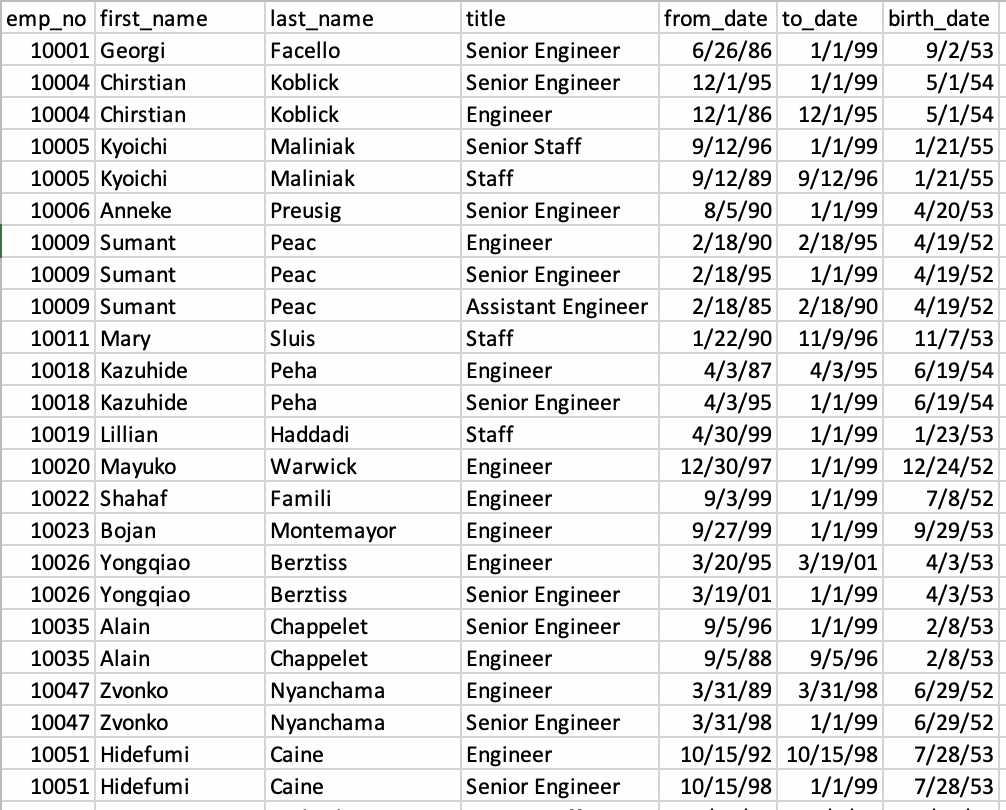 emp_no first_name last_name title from_date to_date birth_date
10001 Georgi Facello Senior Engineer 6/26/86 1/1/99 9/2/53
10004 Chirstian Koblick Senior Engineer 12/1/95 1/1/99 5/1/54
10004 Chirstian Koblick Engineer 12/1/86 12/1/95 5/1/54
10005 Kyoichi Maliniak Senior Staff 9/12/96 1/1/99 1/21/55
10005 Kyoichi Maliniak Staff 9/12/89 9/12/96 1/21/55
10006 Anneke Preusig Senior Engineer 8/5/90 1/1/99 4/20/53
10009 Sumant Peac Engineer 2/18/90 2/18/95 4/19/52
10009 Sumant Peac Senior Engineer 2/18/95 1/1/99 4/19/52
10009 Sumant Peac Assistant Engineer 2/18/85 2/18/90 4/19/52
10011 Mary Sluis Staff 1/22/90 11/9/96 11/7/53
10018 Kazuhide Peha Engineer 4/3/87 4/3/95 6/19/54
10018 Kazuhide Peha Senior Engineer 4/3/95 1/1/99 6/19/54
10019 Lillian Haddadi Staff 4/30/99 1/1/99 1/23/53
10020 Mayuko Warwick Engineer 12/30/97 1/1/99 12/24/52
10022 Shahaf Famili Engineer 9/3/99 1/1/99 7/8/52
10023 Bojan Montemayor Engineer 9/27/99 1/1/99 9/29/53
10026 Yongqiao Berztiss Engineer 3/20/95 3/19/01 4/3/53
10026 Yongqiao Berztiss Senior Engineer 3/19/01 1/1/99 4/3/53
10035 Alain Chappelet Senior Engineer 9/5/96 1/1/99 2/8/53
10035 Alain Chappelet Engineer 9/5/88 9/5/96 2/8/53
10047 Zvonko Nyanchama Engineer 3/31/89 3/31/98 6/29/52
10047 Zvonko Nyanchama Senior Engineer 3/31/98 1/1/99 6/29/52
10051 Hidefumi Caine Engineer 10/15/92 10/15/98 7/28/53
10051 Hidefumi Caine Senior Engineer 10/15/98 1/1/99 7/28/53